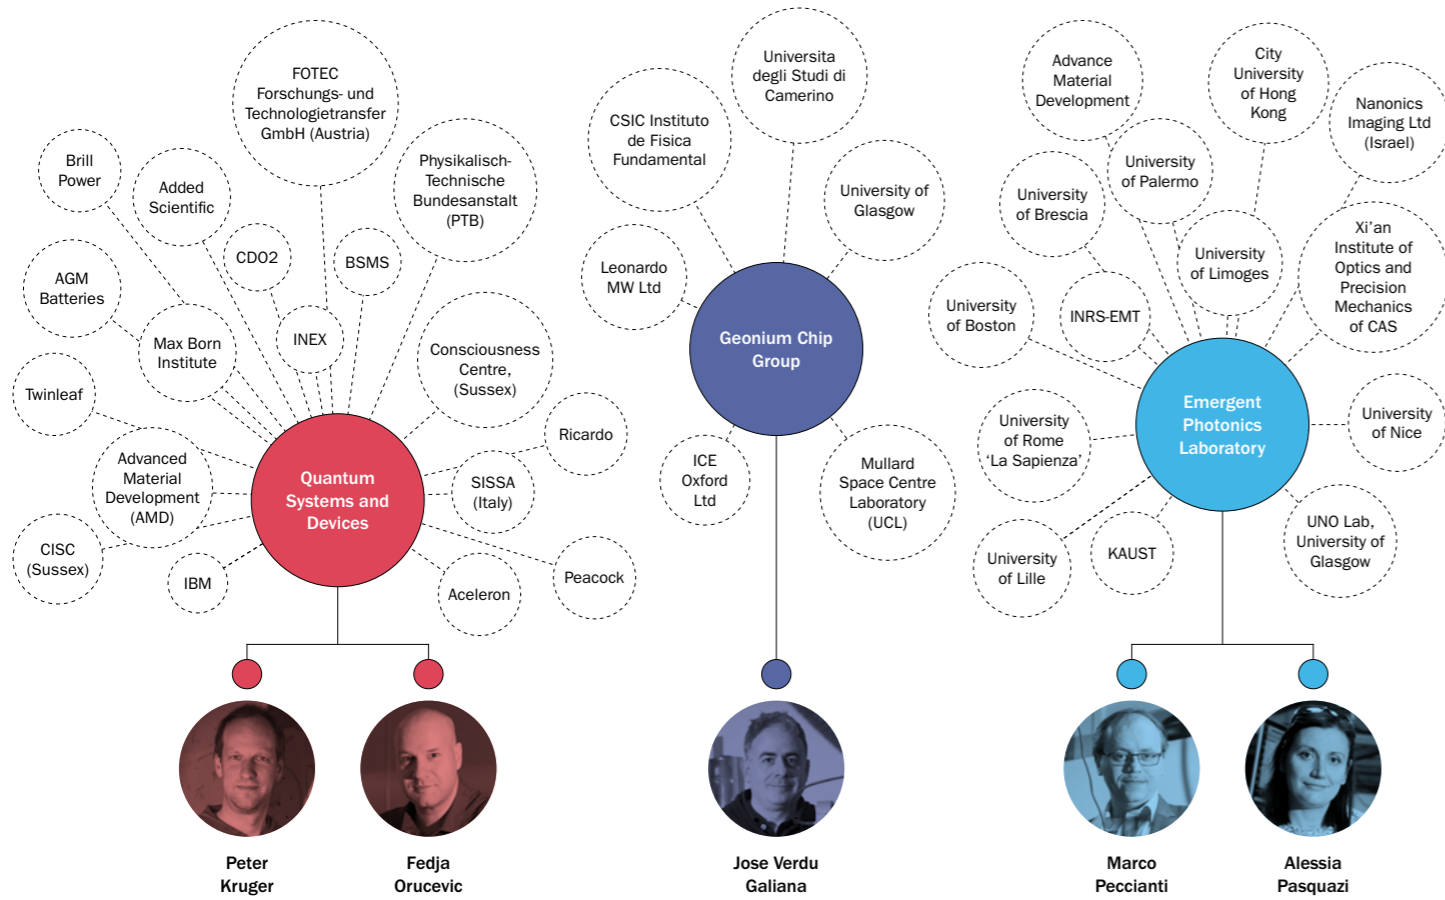 FOTEC
Forschungs- und
Technologietransfer
GmbH (Austria)
Brill
Power
Added
Scientific
Physikalisch-
Technische
Bundesanstalt
(PTB)
CDO2
BSMS
AGM
Batteries
Max Born
Institute
INEX
Consciousness
Centre,
(Sussex)
Twinleaf
Ricardo
Advanced
Material
Development
(AMD)
Quantum
Systems and
Devices
SISSA
(Italy)
CISC
(Sussex)
IBM
Aceleron
Peacock
Peter
Kruger
Fedja
Orucevic
Universita
degli Studi di
Camerino
CSIC Instituto
de Fisica
Fundamental
University of
Glasgow
Leonardo
MW Ltd
Geonium Chip
Group
ICE
Oxford
Ltd
Mullard
Space Centre
Laboratory
(UCL)
Jose Verdu
Galiana
Advance
Material
Development
City
University
of Hong
Kong
Nanonics
Imaging Ltd
(Israel)
University
of Palermo
University
of Brescia
University
of Limoges
Xi'an
Institute of
Optics and
Precision
Mechanics
of CAS
University
of Boston
INRS-EMT
Emergent
Photonics
Laboratory
University
of Nice
University
of Rome
‘La Sapienza’
University
of Lille
KAUST
UNO Lab,
University of
Glasgow
Marco
Peccianti
Alessia
Pasquazi